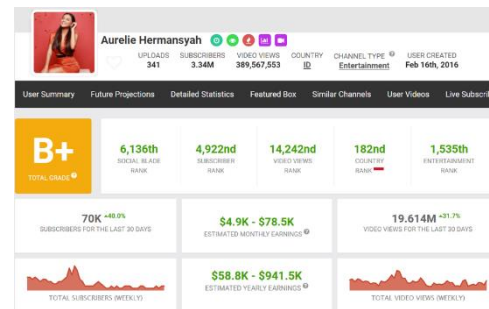 Aurelie Hermansyah
UPLOADS
341
SUBSCRIBERS
3.34M
VIDEO VIEWS
389,567,553
COUNTRY
ID
CHANNEL TYPE
Entertainment
USER CREATED
Feb 16th, 2016
User Summary Future Projections Detailed Statistics Featured Box Similar Channels User Videos Live Subscri
B+
TOTAL GRADE
6,136th
SOCIAL BLADE
RANK
4,922nd
SUBSCRIBER
RANK
14,242nd
VIDEO VIEWS
RANK
182nd
COUNTRY
RANK
1,535th
ENTERTAINMENT
RANK
70K +40.0%
SUBSCRIBERS FOR THE LAST 30 DAYS
$4.9K - $78.5K
ESTIMATED MONTHLY EARNINGS
19.614M +31.7%
VIDEO VIEWS FOR THE LAST 30 DAYS
TOTAL SUBSCRIBERS (WEEKLY)
$58.8K - $941.5K
ESTIMATED YEARLY EARNINGS
TOTAL VIDEO VIEWS (WEEKLY)